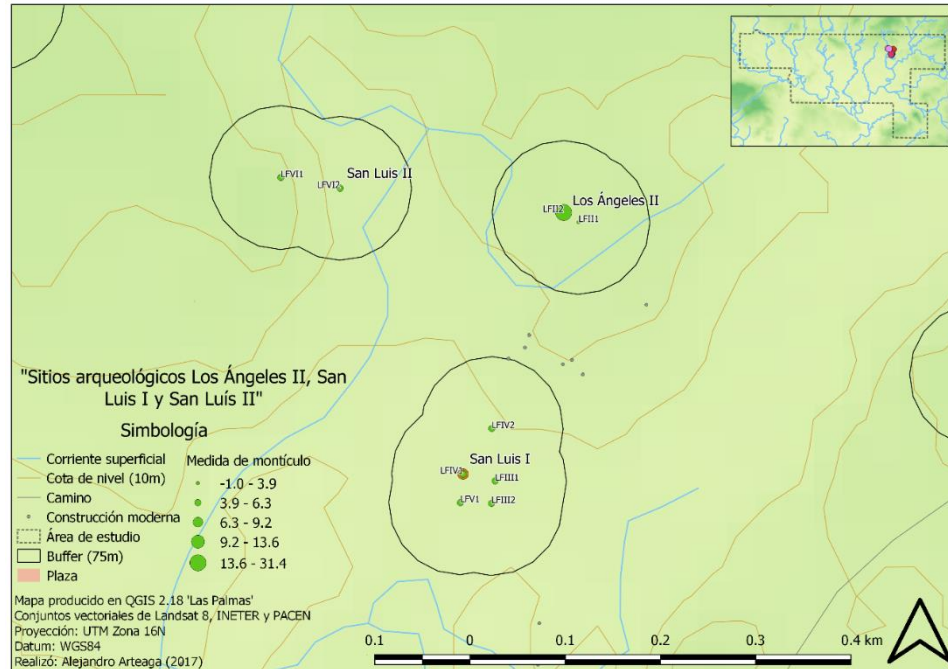 LFVI1
LFVI2
San Luis II
Los Ángeles II
LFII2
LFII1
LFIV2
San Luis I
LFIII1
LFV1
LFIII2
"Sitios arqueológicos Los Ángeles II, San
Luis I y San Luís II"
Simbología
Corriente superficial
Cota de nivel (10m)
Camino
Construcción moderna
Área de estudio
Buffer (75m)
Plaza
Medida de montículo
-1.0 - 3.9
3.9 - 6.3
6.3 - 9.2
9.2 - 13.6
13.6 - 31.4
Mapa producido en QGIS 2.18 'Las Palmas'
Conjuntos vectoriales de Landsat 8, INETER y PACEN
Proyección: UTM Zona 16N
Datum: WGS84
Realizó: Alejandro Arteaga (2017)
0.1 0 0.1 0.2 0.3 0.4 km